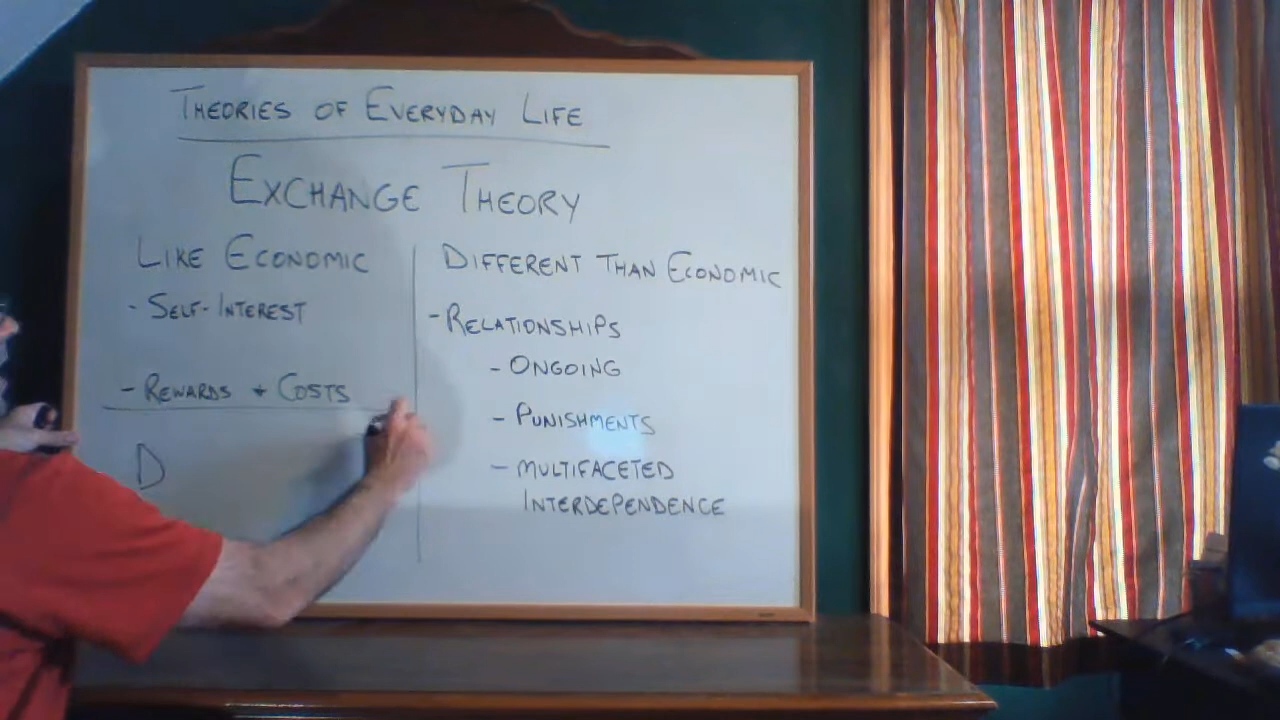 THEORIES OF EVERYDAY LIFE
EXCHANGE THEORY
LIKE ECONOMIC
- SELF-INTEREST
- REWARDS + COSTS
D
DIFFERENT THAN ECONOMIC
- RELATIONSHIPS
- ONGOING
- PUNISHMENTS
- MULTIFACETED
INTERDEPENDENCE